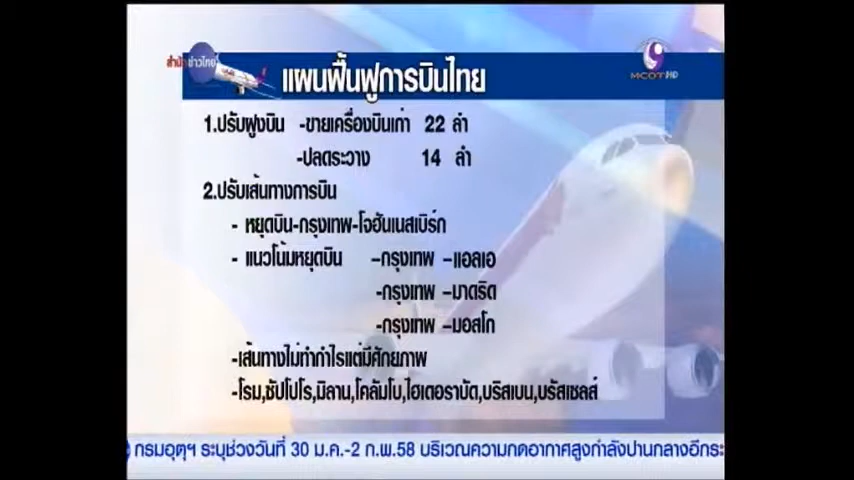 สำนักข่าวไทย
MCOT HD
แผนฟื้นฟูการบินไทย
1.ปรับฝูงบิน -ขายเครื่องบินเก่า 22 ลำ
-ปลดระวาง 14 ลำ
2.ปรับเส้นทางการบิน
- หยุดบิน-กรุงเทพ-โจฮันเนสเบิร์ก
- แนวโน้มหยุดบิน -กรุงเทพ -แอลเอ
-กรุงเทพ -มาดริด
-กรุงเทพ -มอสโก
-เส้นทางไม่ทำกำไรแต่มีศักยภาพ
-โรม,ซัปโปโร,มิลาน,โคลัมโบ,ไฮเดอราบัด,บริสเบน,บรัสเซลส์
กรมอุตุฯ ระบุช่วงวันที่ 30 ม.ค.-2 ก.พ.58 บริเวณความกดอากาศสูงกำลังปานกลางอีกระ